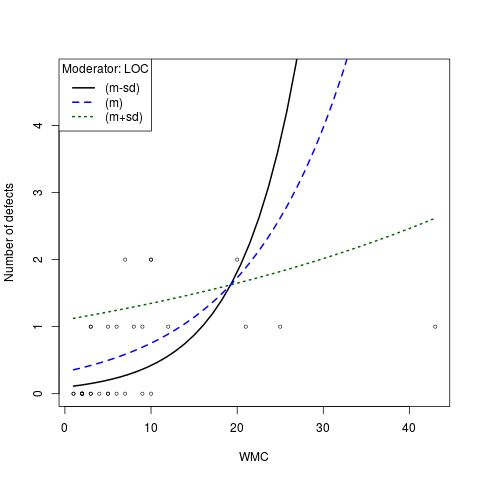 Moderator: LOC
(m-sd)
(m)
(m+sd)
Number of defects
4
3
2
1
0
0 10 20 30 40
WMC